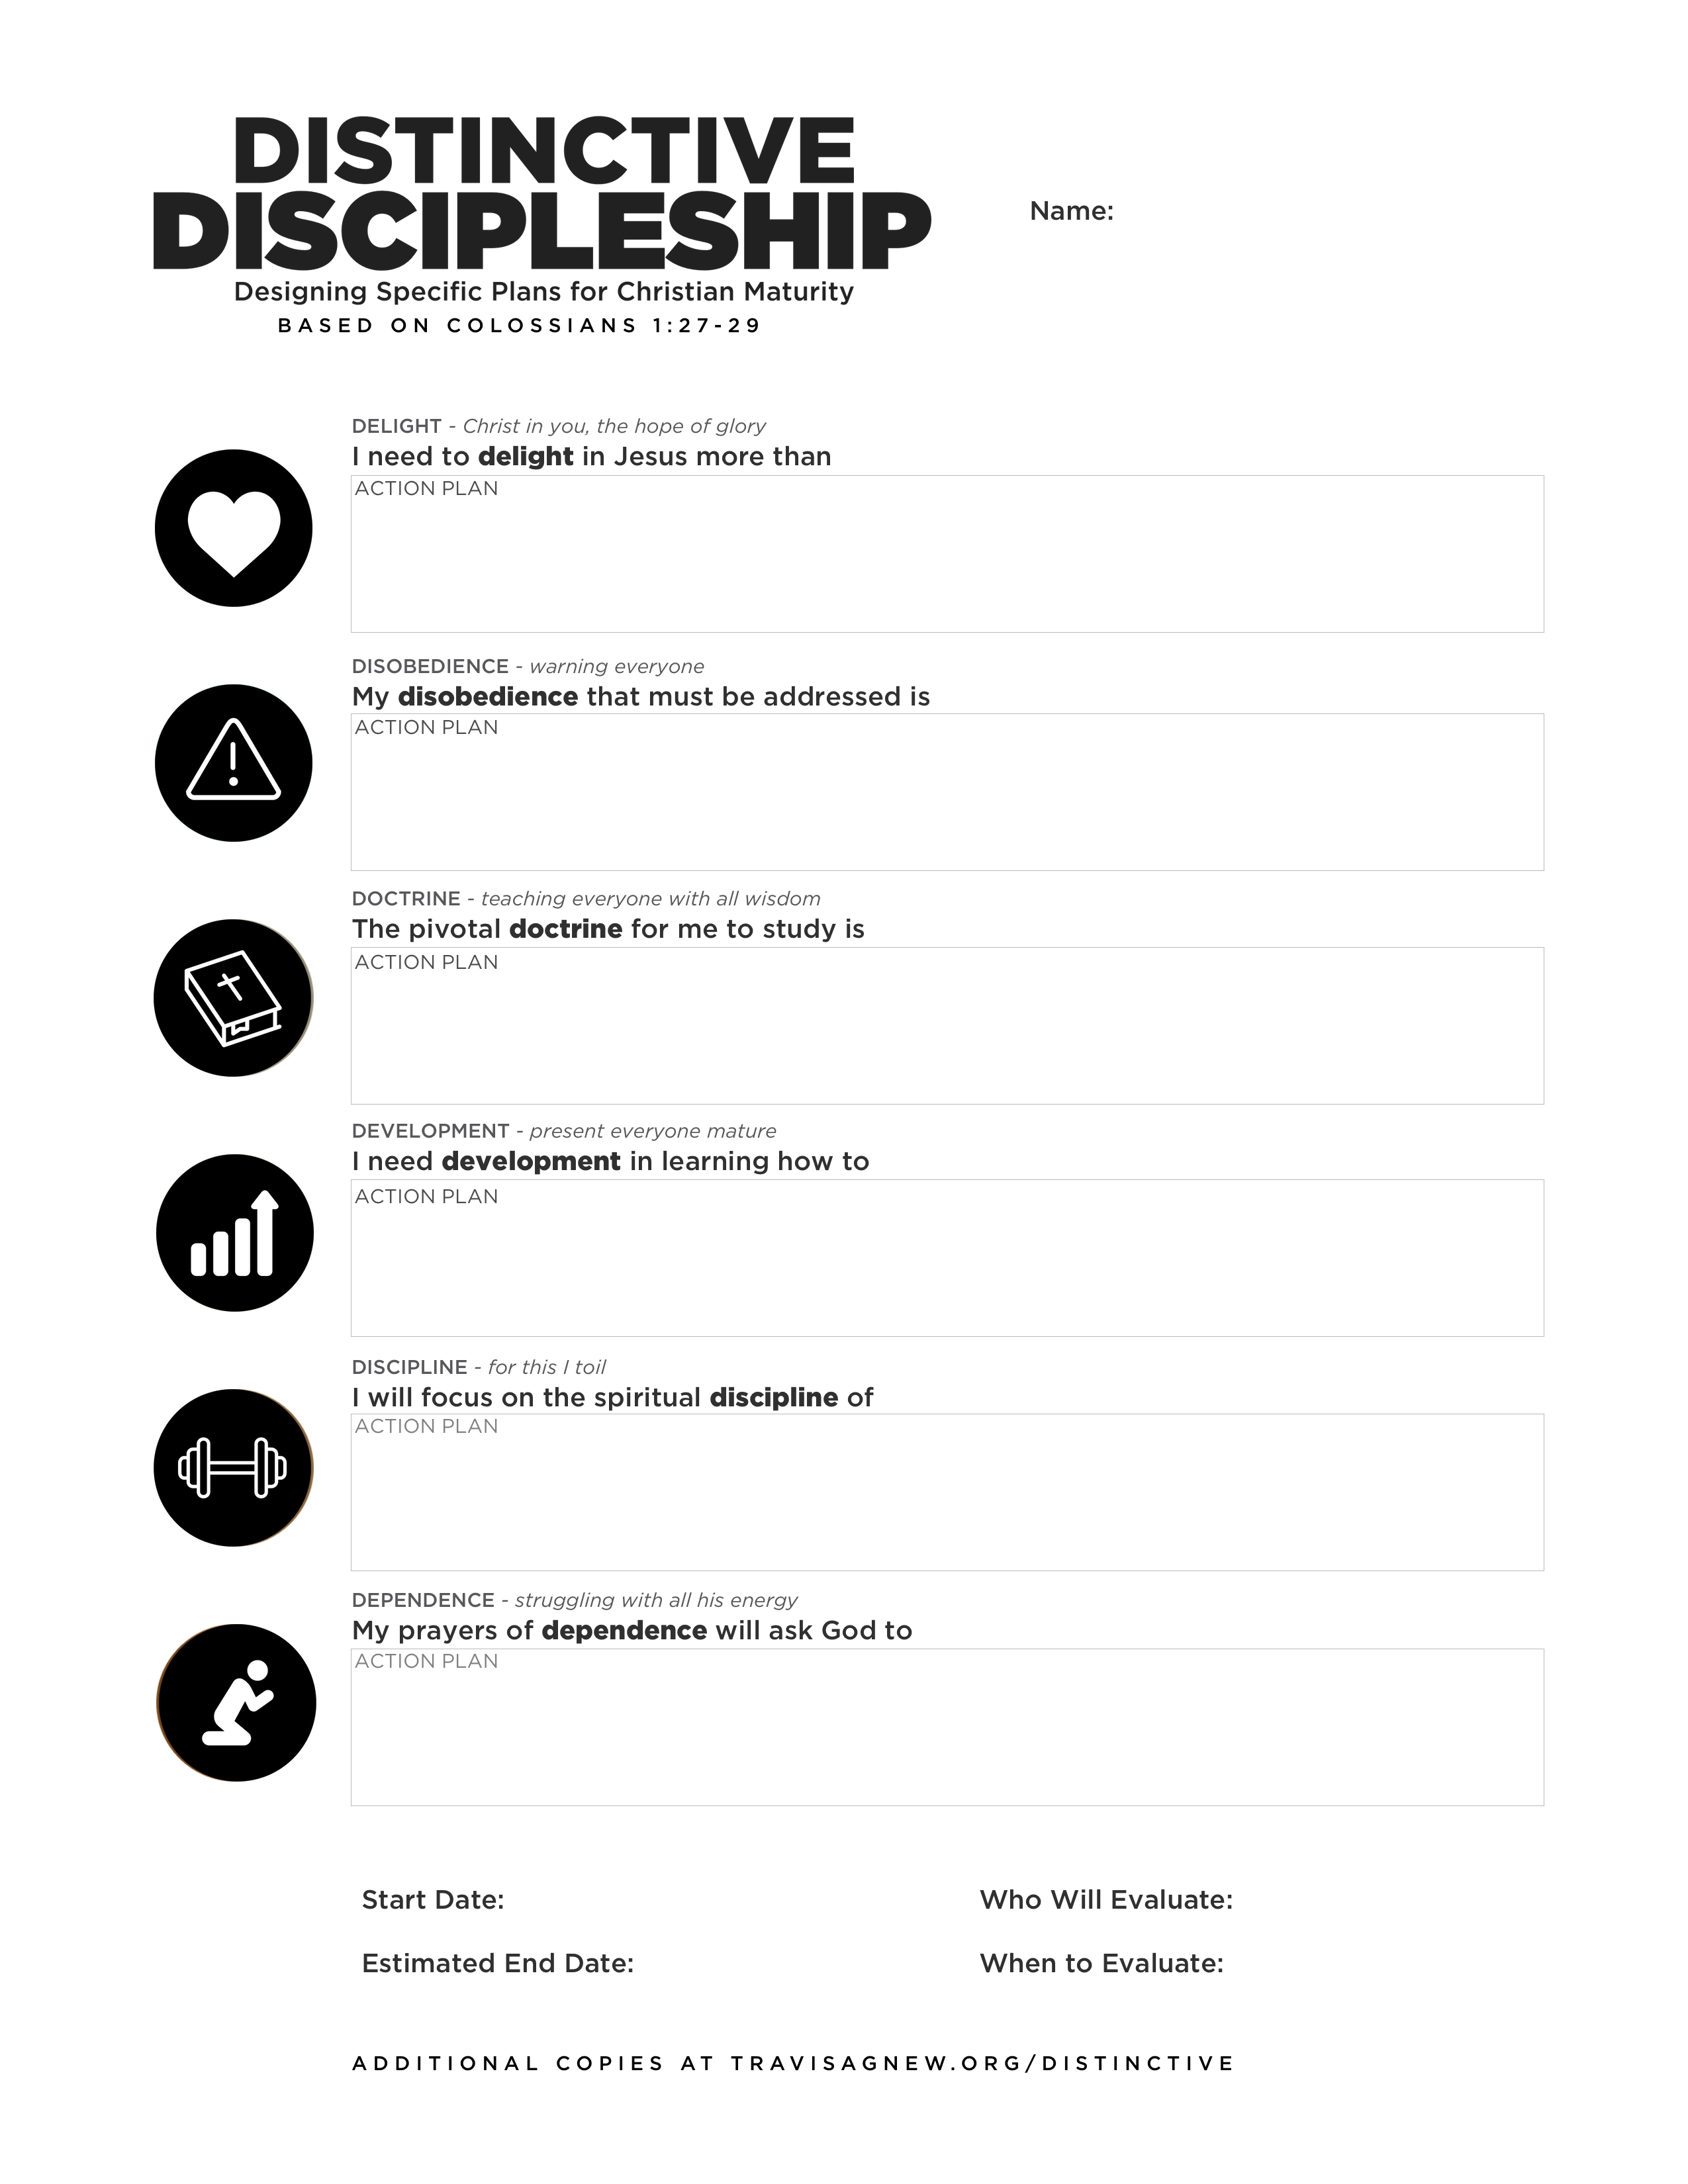 DISTINCTIVE
DISCIPLESHIP
Designing Specific Plans for Christian Maturity
BASED ON COLOSSIANS 1:27-29
Name:
DELIGHT - Christ in you, the hope of glory
I need to delight in Jesus more than
ACTION PLAN
DISOBEDIENCE - warning everyone
My disobedience that must be addressed is
ACTION PLAN
DOCTRINE - teaching everyone with all wisdom
The pivotal doctrine for me to study is
ACTION PLAN
DEVELOPMENT - present everyone mature
I need development in learning how to
ACTION PLAN
DISCIPLINE - for this I toil
I will focus on the spiritual discipline of
ACTION PLAN
DEPENDENCE - struggling with all his energy
My prayers of dependence will ask God to
ACTION PLAN
Start Date:
Who Will Evaluate:
Estimated End Date:
When to Evaluate:
ADDITIONAL COPIES AT TRAVISAGNEW.ORG/DISTINCTIVE